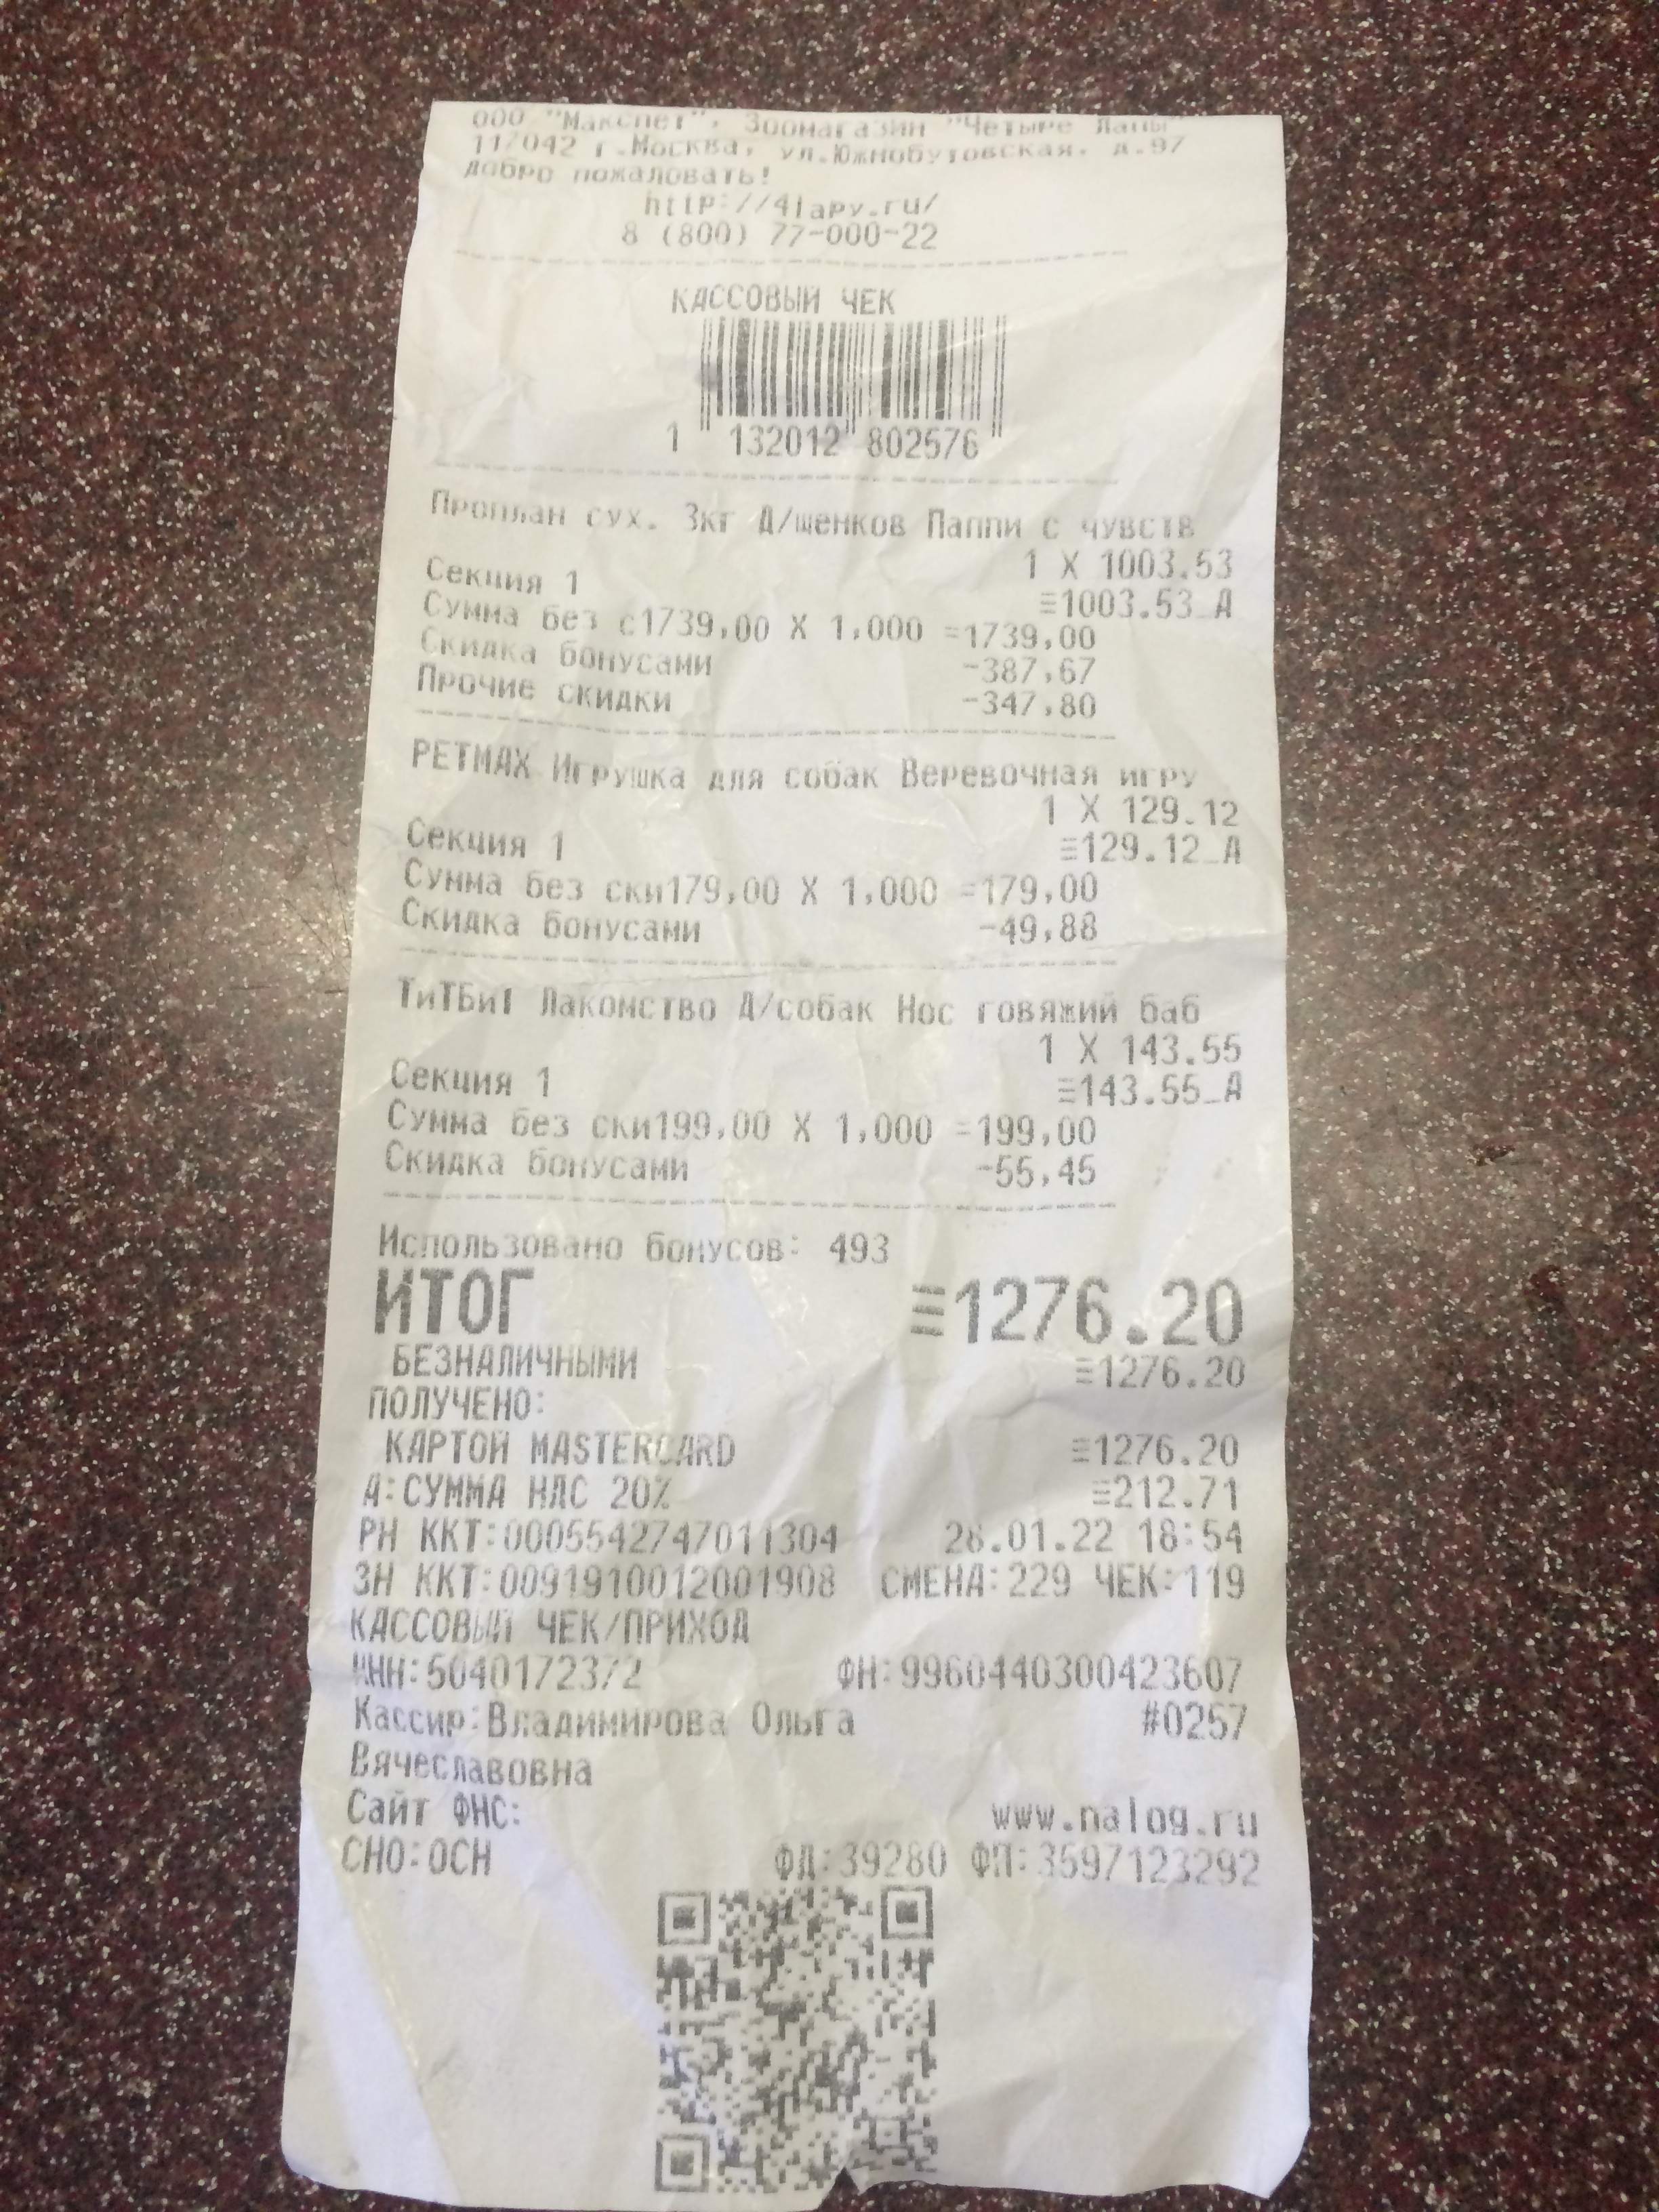 ООО "Макспет", Зоомагазин "Четыре Лапы"
117042 г.Москва, ул.Южнобутовская, д.97
Добро пожаловать!
http://4lapy.ru/
8 (800) 77-000-22
КАССОВЫЙ ЧЕК
1 132012 802576
Проплан сух. 3кг Д/щенков Паппи с чувств
1 X 1003.53
Секция 1 ≡1003.53_А
Сумма без с1739,00 X 1,000 =1739,00
Скидка бонусами -387,67
Прочие скидки -347,80
PETMAX Игрушка для собак Веревочная игру
1 X 129.12
Секция 1 ≡129.12_А
Сумма без ски179,00 X 1,000 =179,00
Скидка бонусами -49,88
ТиТБиТ Лакомство Д/собак Нос говяжий баб
1 X 143.55
Секция 1 ≡143.55_А
Сумма без ски199,00 X 1,000 =199,00
Скидка бонусами -55,45
Использовано бонусов: 493
ИТОГ ≡1276.20
БЕЗНАЛИЧНЫМИ ≡1276.20
ПОЛУЧЕНО:
КАРТОЙ MASTERCARD ≡1276.20
А:СУММА НДС 20% ≡212.71
РН ККТ:0005542747011304 28.01.22 18:54
ЗН ККТ:0091910012001908 СМЕНА:229 ЧЕК:119
КАССОВЫЙ ЧЕК/ПРИХОД
ИНН:5040172372 ФН:9960440300423607
Кассир:Владимирова Ольга #0257
Вячеславовна
Сайт ФНС: www.nalog.ru
СНО:ОСН ФД:39280 ФП:3597123292